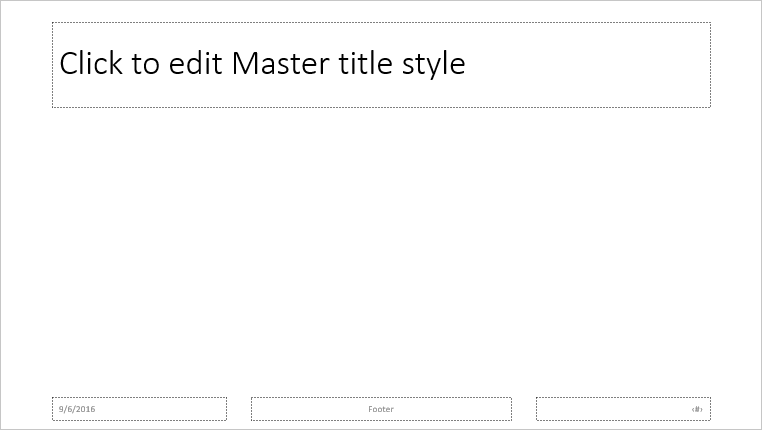 Click to edit Master title style
9/6/2016
Footer
‹#›